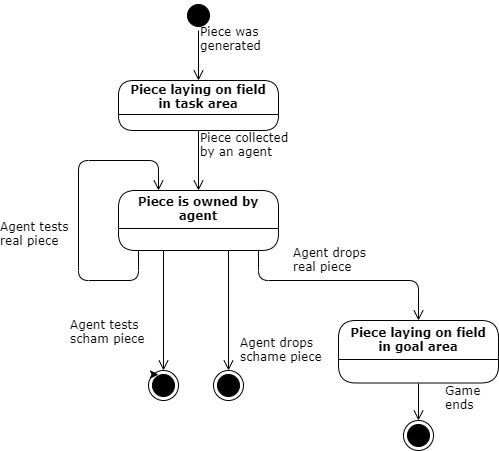 Piece was
generated
Piece laying on field
in task area
Piece collected
by an agent
Piece is owned by
agent
Agent tests
real piece
Agent drops
real piece
Agent tests
scham piece
Agent drops
schame piece
Piece laying on field
in goal area
Game
ends